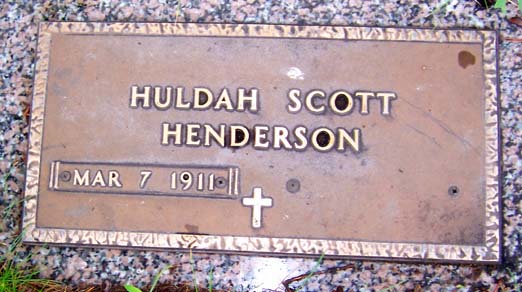 HULDAH SCOTT
HENDERSON
MAR 7 1911